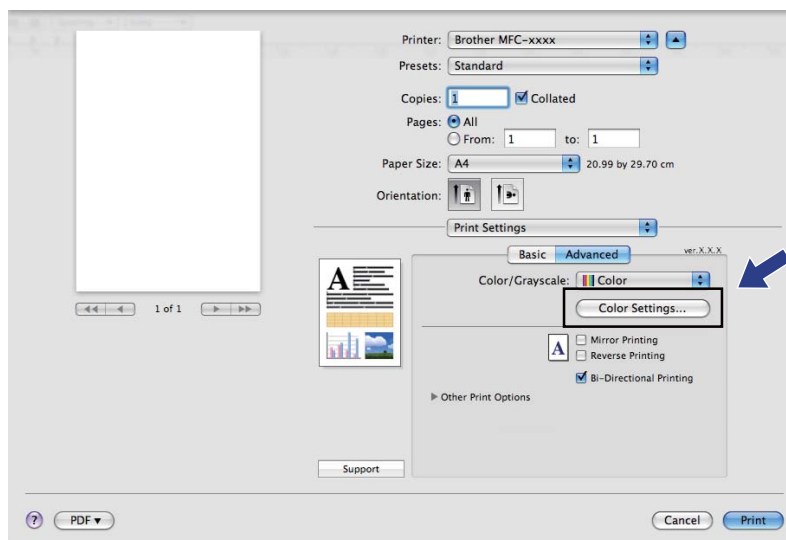 Printer: Brother MFC-xxxx
Presets: Standard
Copies: 1 Collated
Pages: All
From: 1 to: 1
Paper Size: A4 20.99 by 29.70 cm
Orientation:
Print Settings
Basic Advanced ver.X.X.X
Color/Grayscale: Color
Color Settings...
1 of 1
A
A Mirror Printing
Reverse Printing
Bi-Directional Printing
Other Print Options
Support
? PDF Cancel Print